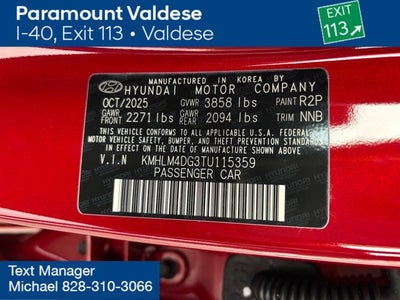 Paramount Valdese
I-40, Exit 113 • Valdese
EXIT
113
MANUFACTURED IN KOREA BY
HYUNDAI MOTOR COMPANY
OCT/2025 GVWR 3858 lbs PAINT R2P
GAWR FRONT 2271 lbs GAWR REAR 2094 lbs TRIM NNB
THIS VEHICLE CONFORMS TO ALL APPLICABLE U.S. FEDERAL
MOTOR VEHICLE SAFETY, BUMPER, AND THEFT PREVENTION
STANDARDS IN EFFECT ON THE DATE OF MANUFACTURE SHOWN ABOVE.
V.I.N KMHLM4DG3TU115359
PASSENGER CAR
Text Manager
Michael 828-310-3066